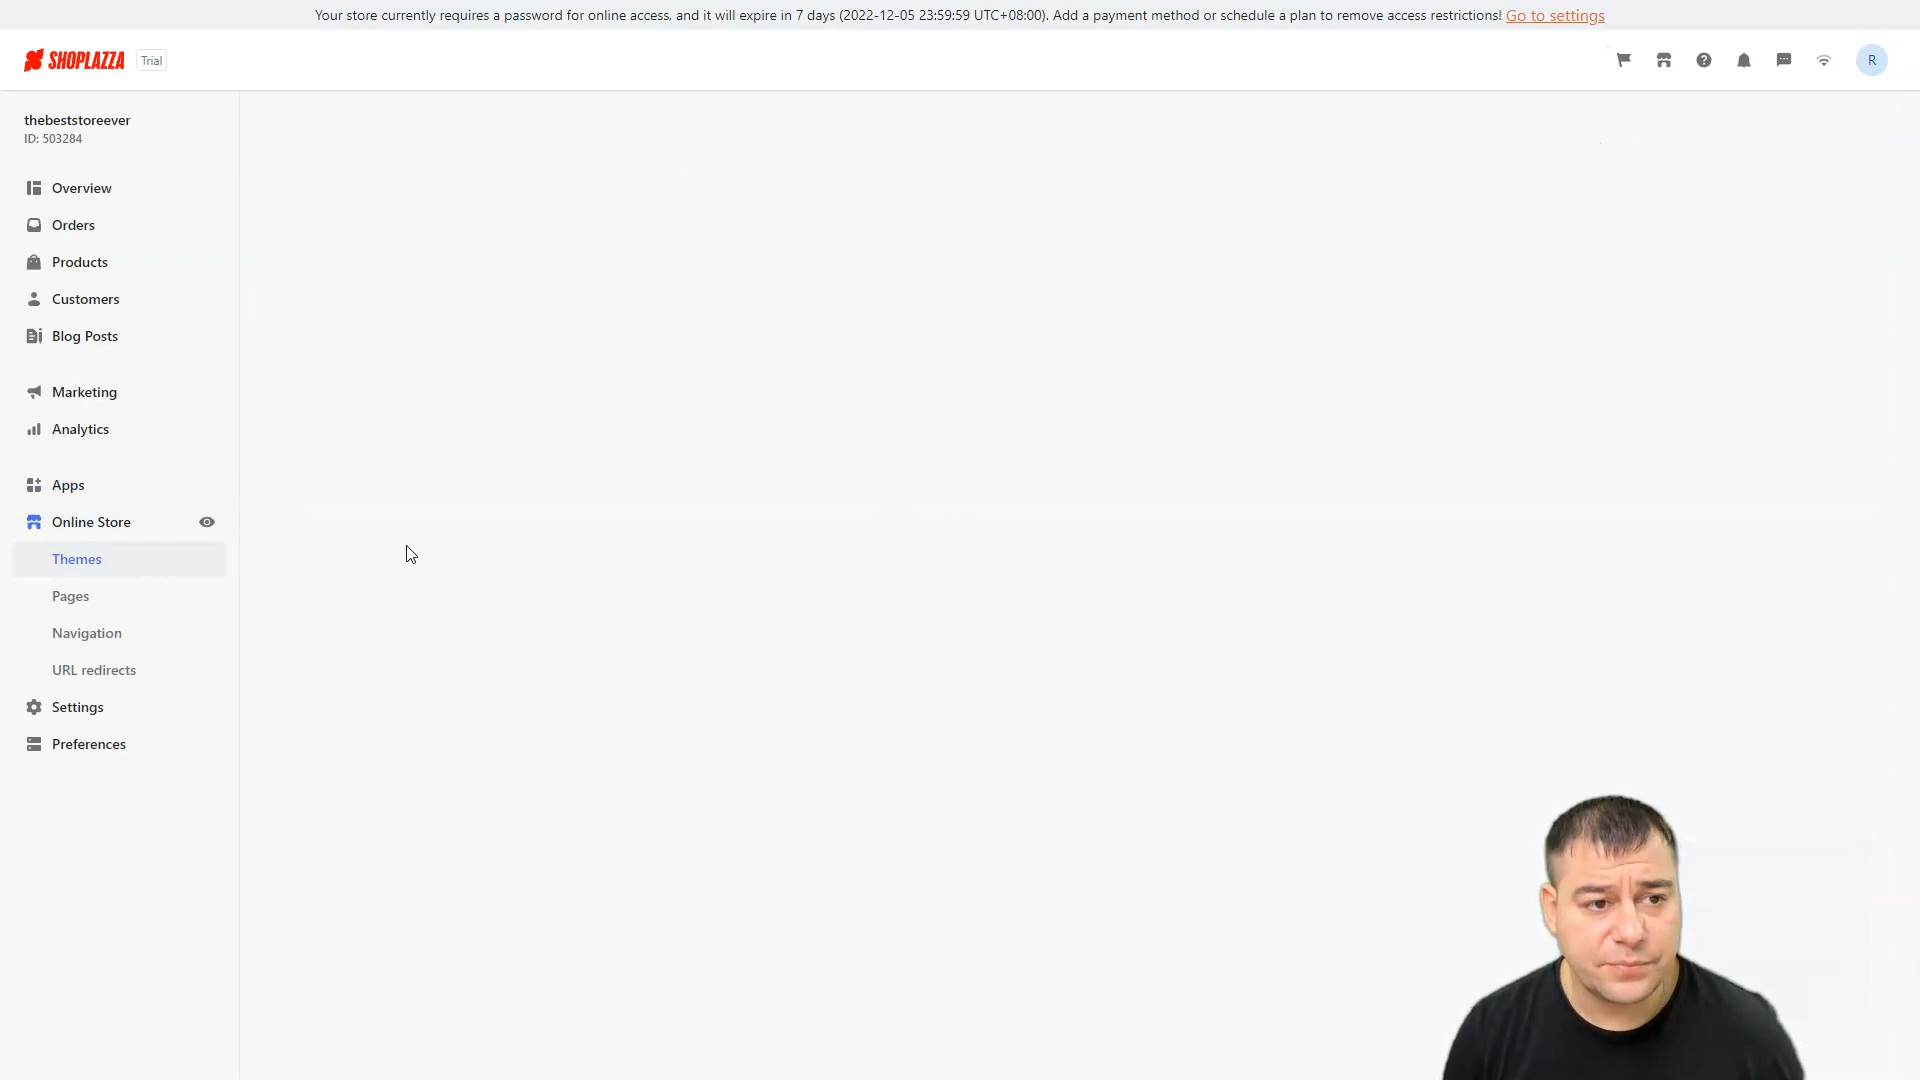 Your store currently requires a password for online access, and it will expire in 7 days (2022-12-05 23:59:59 UTC+08:00). Add a payment method or schedule a plan to remove access restrictions! Go to settings
SHOPLAZZA Trial
R
thebeststoreever
ID: 503284
Overview
Orders
Products
Customers
Blog Posts
Marketing
Analytics
Apps
Online Store
Themes
Pages
Navigation
URL redirects
Settings
Preferences